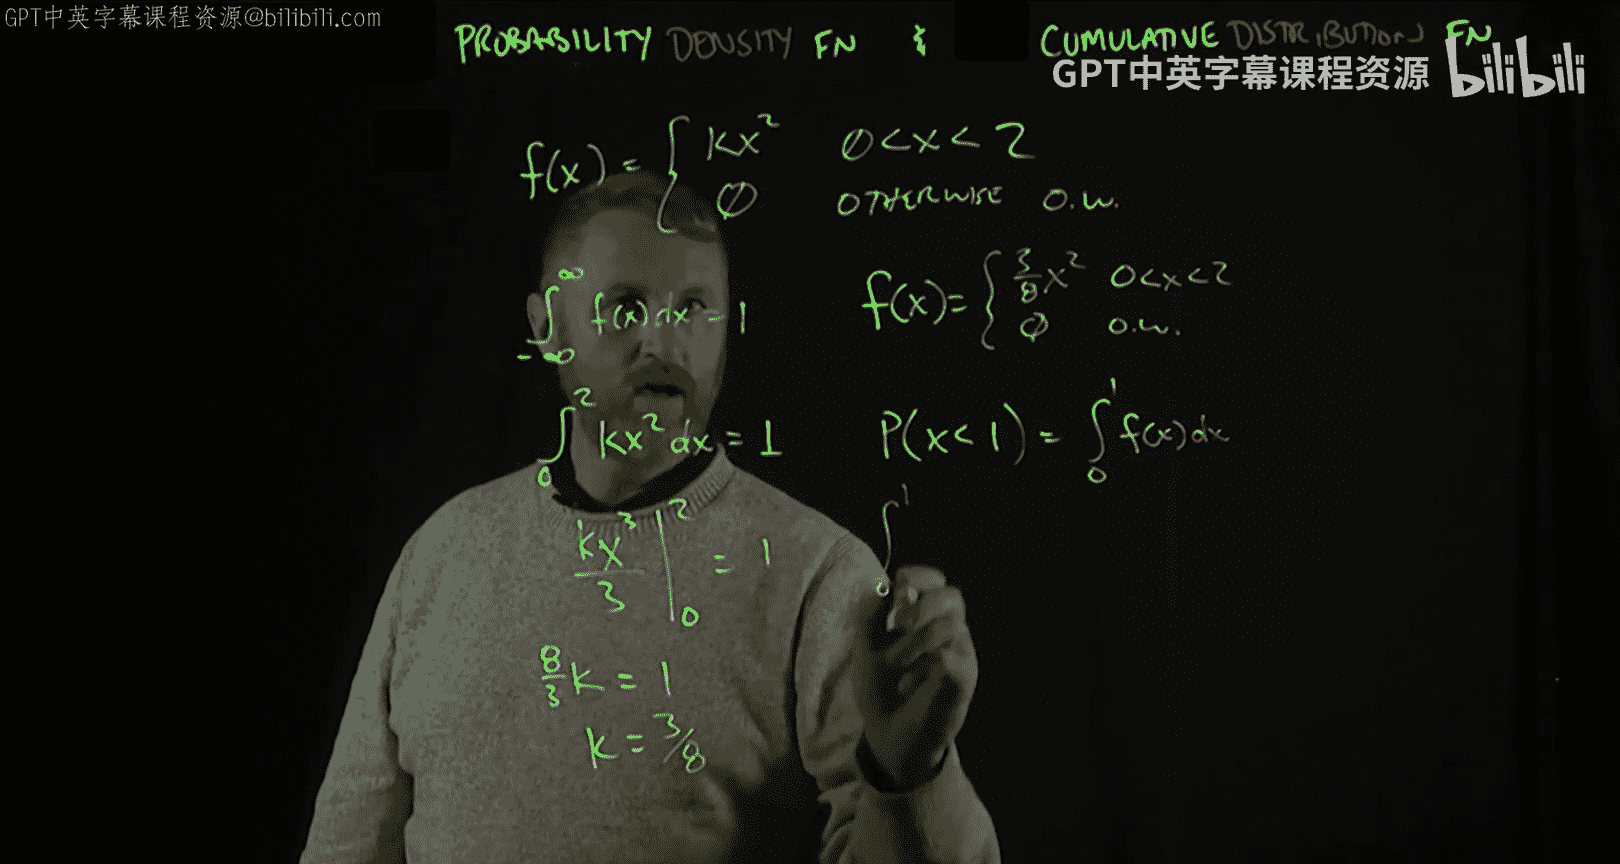 GPT中英字幕课程资源@bilibili.com
PROBABILITY DENSITY FN & CUMULATIVE DISTRIBUTION FN
GPT中英字幕课程资源 bilibili
f(x) = { kx² 0<x<2
∅ OTHERWISE O.W.
∫_{-∞}^{∞} f(x)dx = 1
f(x) = { 3/8 x² 0<x<2
∅ O.W.
∫_0^2 kx² dx = 1
P(x<1) = ∫_0^1 f(x)dx
kx³/3 |_0^2 = 1
∫_0^1
8/3 k = 1
k = 3/8